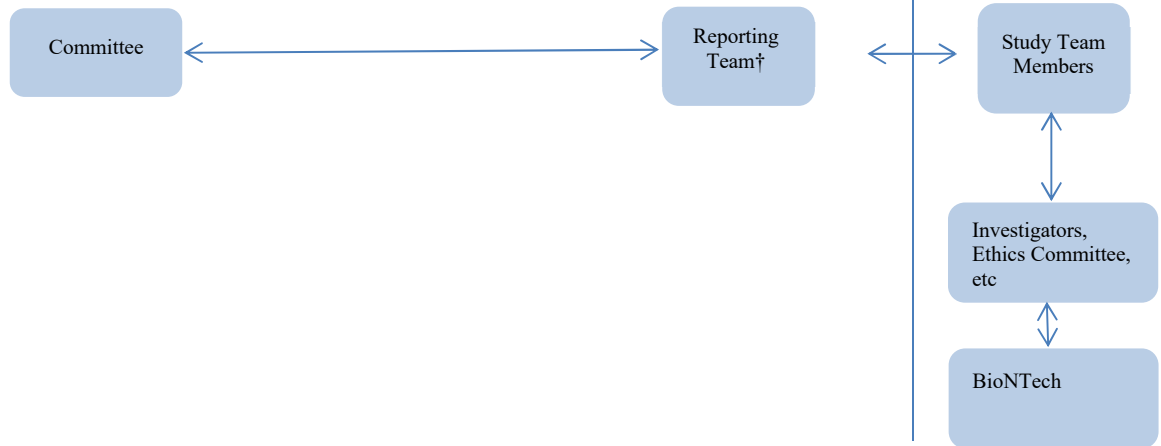 Committee
Reporting
Team†
Study Team
Members
Investigators,
Ethics Committee,
etc
BioNTech